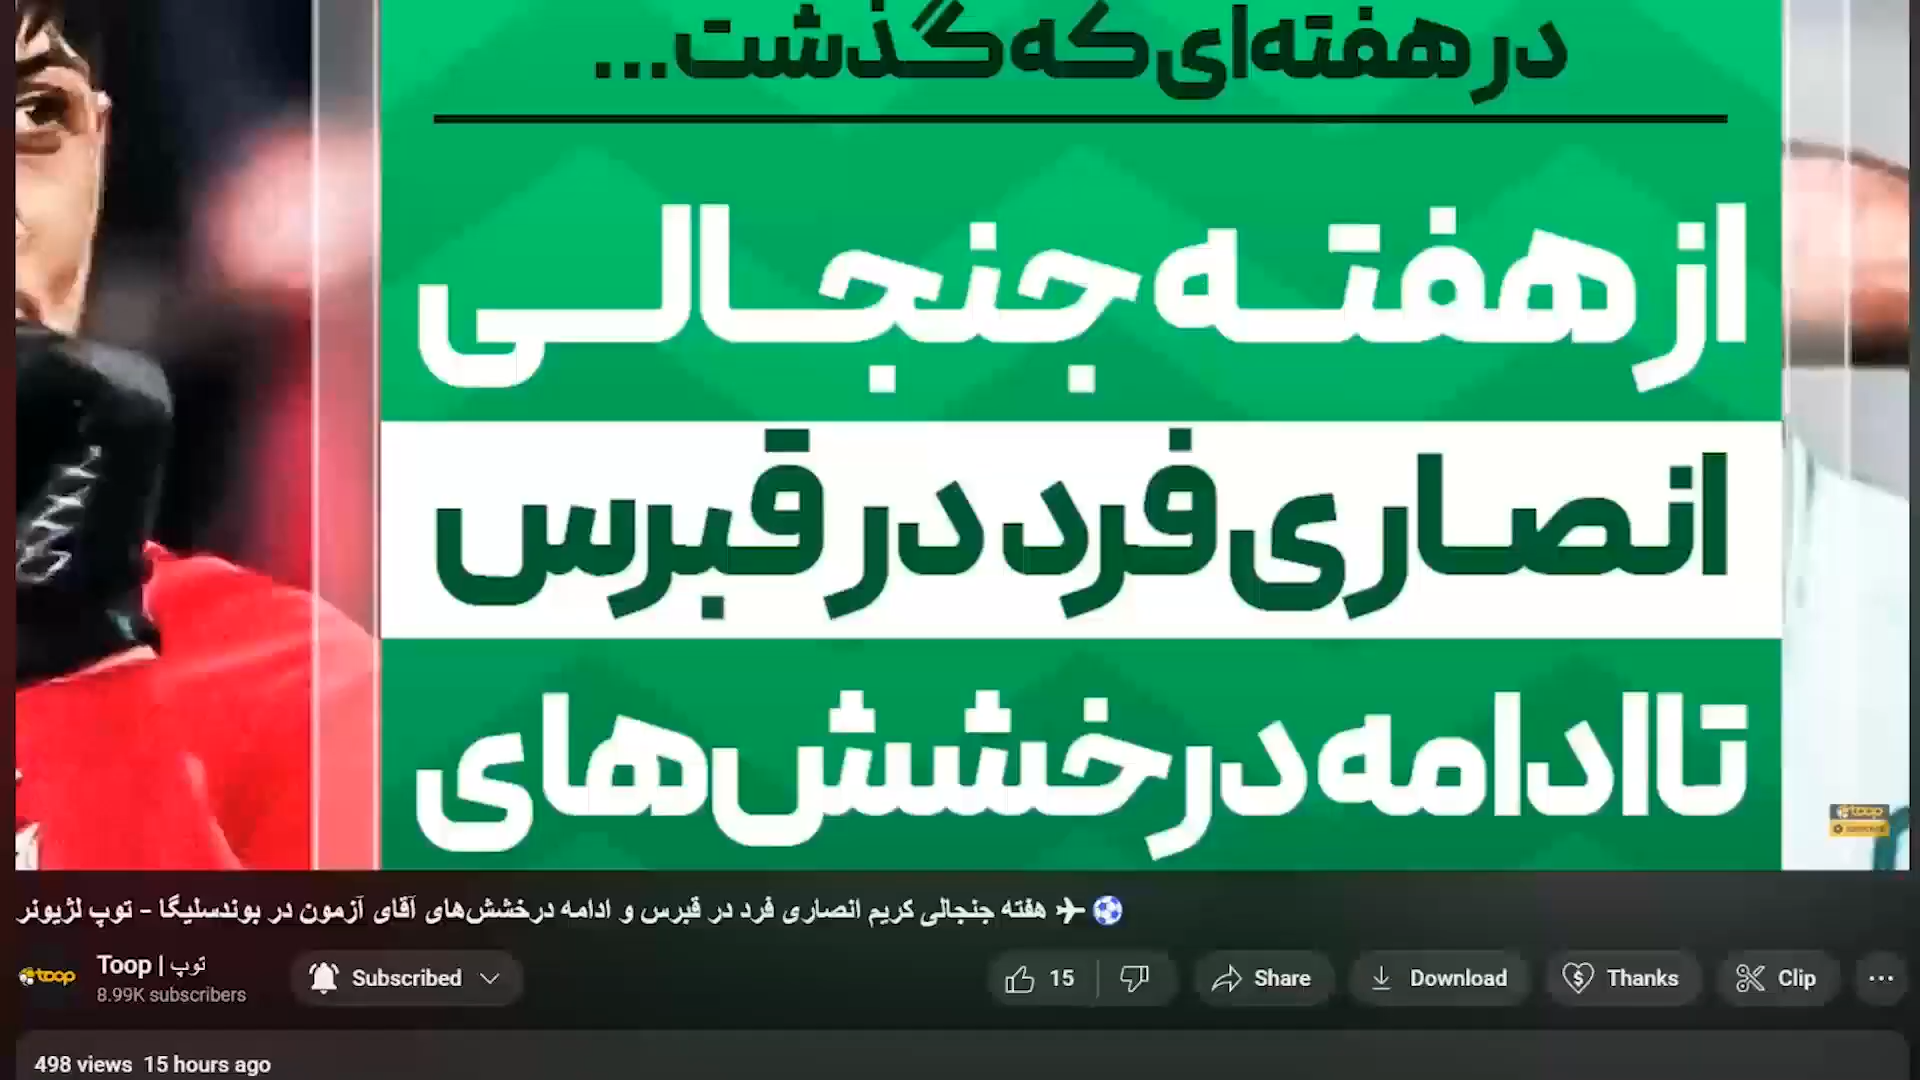 در هفته‌ای که گذشت...
از هفته جنجالی
انصاری فرد در قبرس
تا ادامه درخشش‌های
toop
⚽✈ هفته جنجالی کریم انصاری فرد در قبرس و ادامه درخشش‌های آقای آزمون در بوندسلیگا - توپ لژیونر
toop
Toop | توپ
8.99K subscribers
Subscribed
15
Share
Download
Thanks
Clip
498 views 15 hours ago